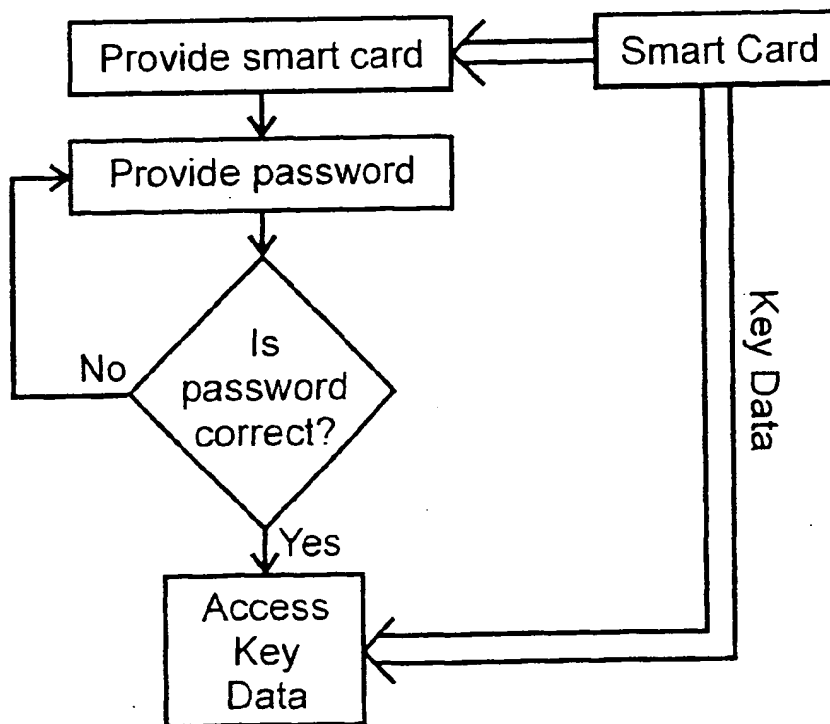 Provide smart card
Smart Card
Provide password
Is
password
correct?
No
Key Data
Yes
Access
Key
Data